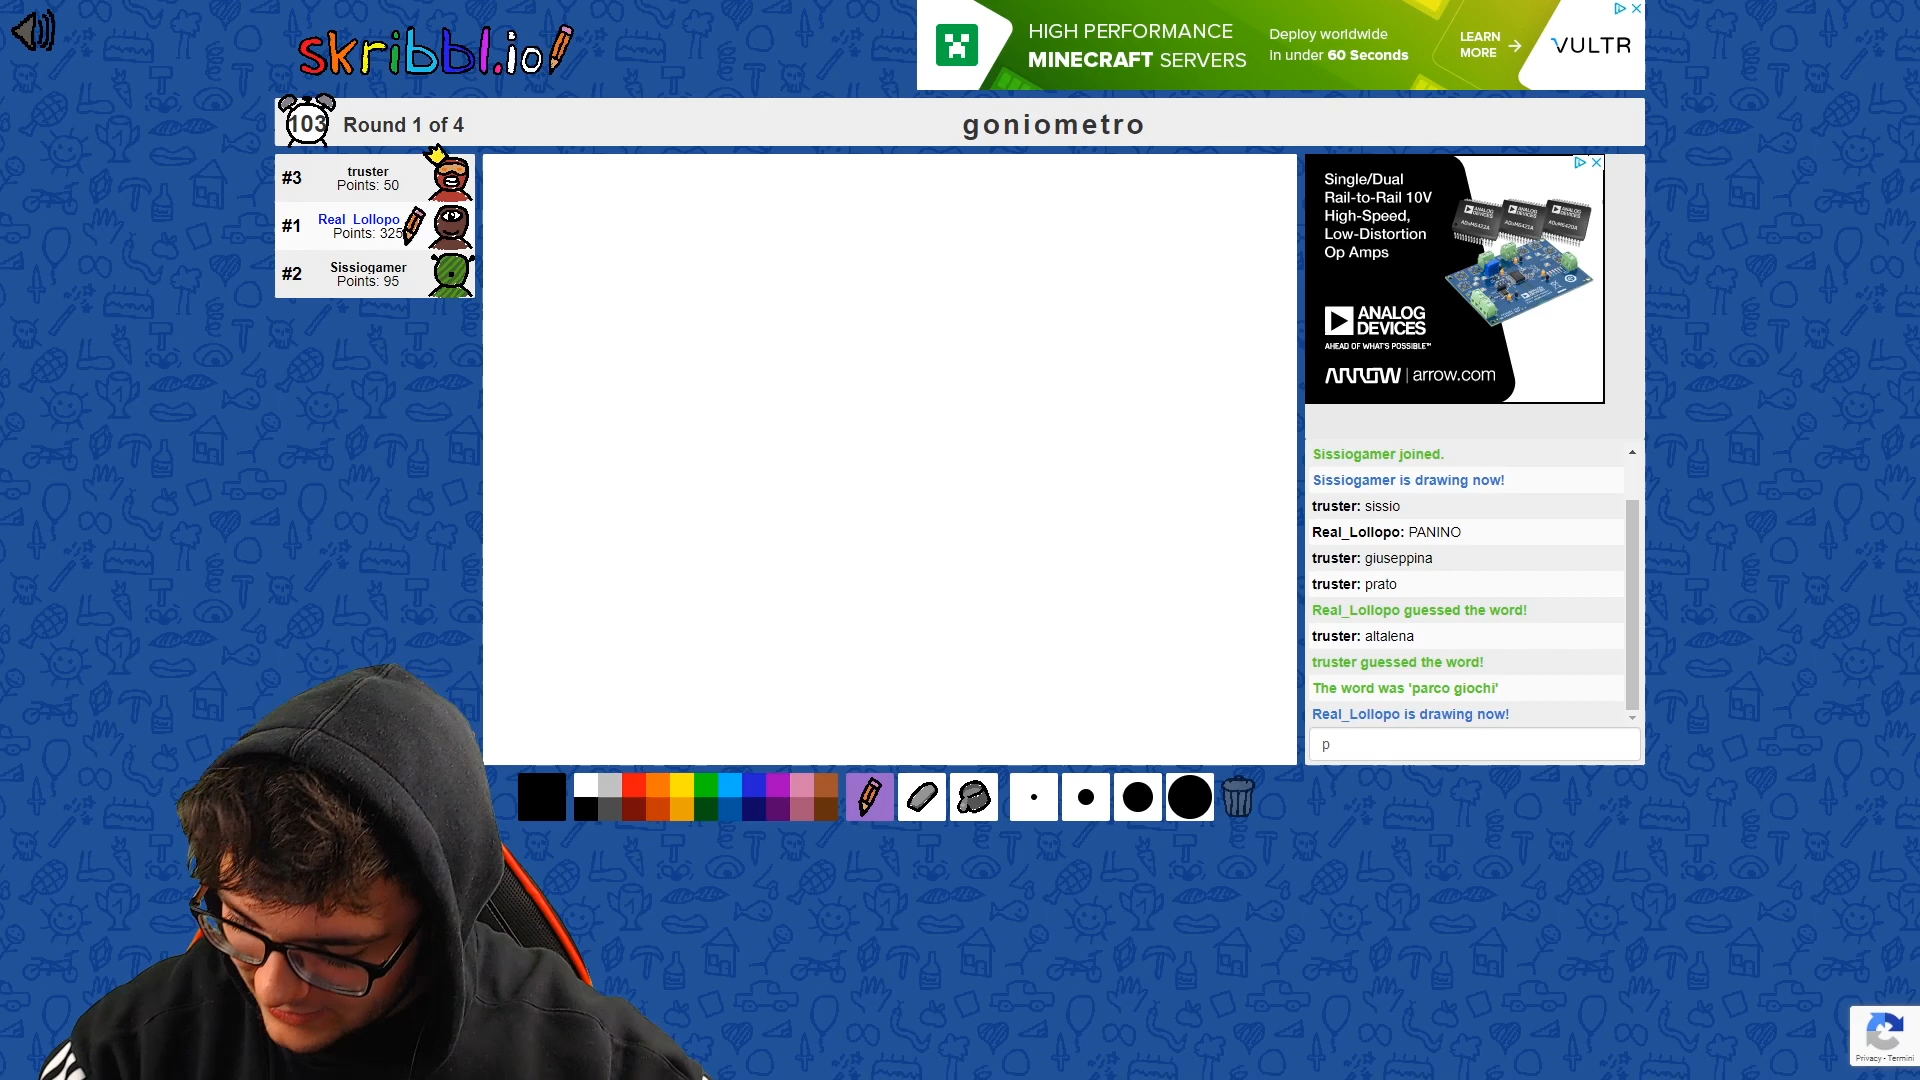 skribbl.io
HIGH PERFORMANCE
MINECRAFT SERVERS
Deploy worldwide
in under 60 Seconds
LEARN
MORE
VULTR
103
Round 1 of 4
goniometro
#3
truster
Points: 50
#1
Real_Lollopo
Points: 325
#2
Sissiogamer
Points: 95
Single/Dual
Rail-to-Rail 10V
High-Speed,
Low-Distortion
Op Amps
ANALOG
DEVICES
AHEAD OF WHAT'S POSSIBLE™
ARROW | arrow.com
Sissiogamer joined.
Sissiogamer is drawing now!
truster: sissio
Real_Lollopo: PANINO
truster: giuseppina
truster: prato
Real_Lollopo guessed the word!
truster: altalena
truster guessed the word!
The word was 'parco giochi'
Real_Lollopo is drawing now!
p
Privacy - Termini